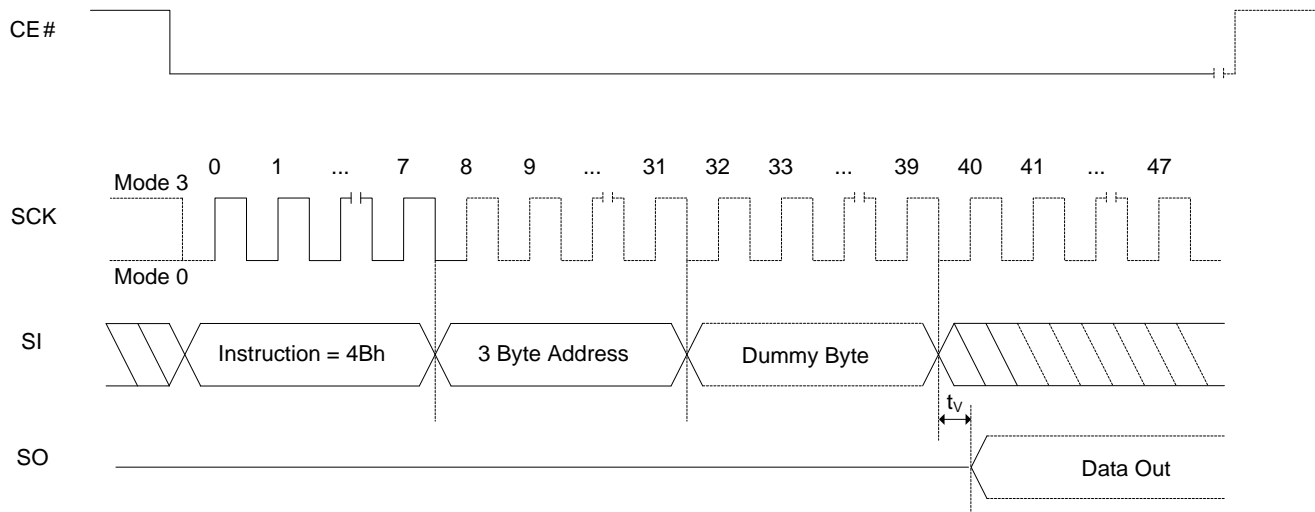 CE#
0 1 ... 7 8 9 ... 31 32 33 ... 39 40 41 ... 47
Mode 3
SCK
Mode 0
SI
Instruction = 4Bh
3 Byte Address
Dummy Byte
tV
SO
Data Out